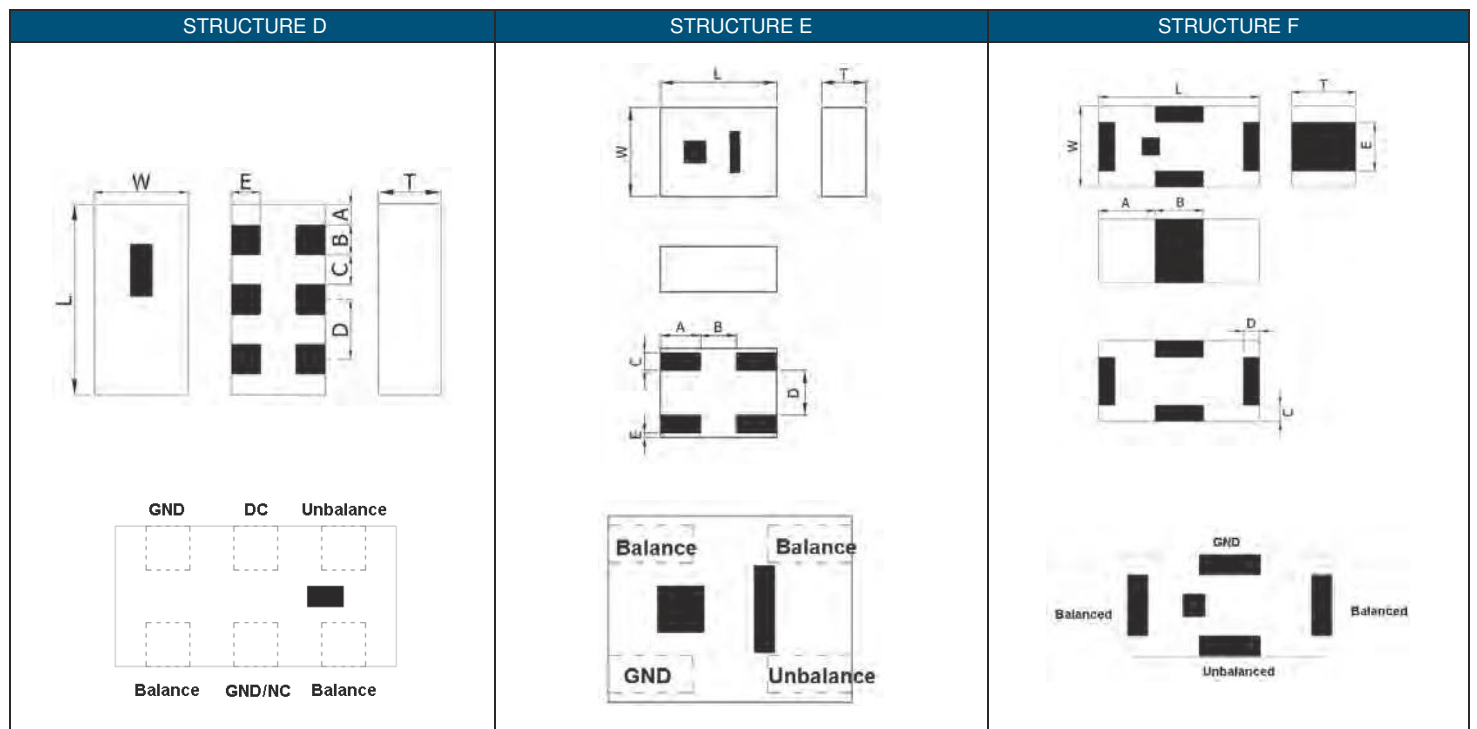 STRUCTURE D
W
E
T
L
A
B
C
D
GND DC Unbalance
Balance GND/NC Balance
STRUCTURE E
L
T
W
A B
C
D
E
Balance Balance
GND Unbalance
STRUCTURE F
L
T
W
E
A B
D
C
GND
Balanced Balanced
Unbalanced